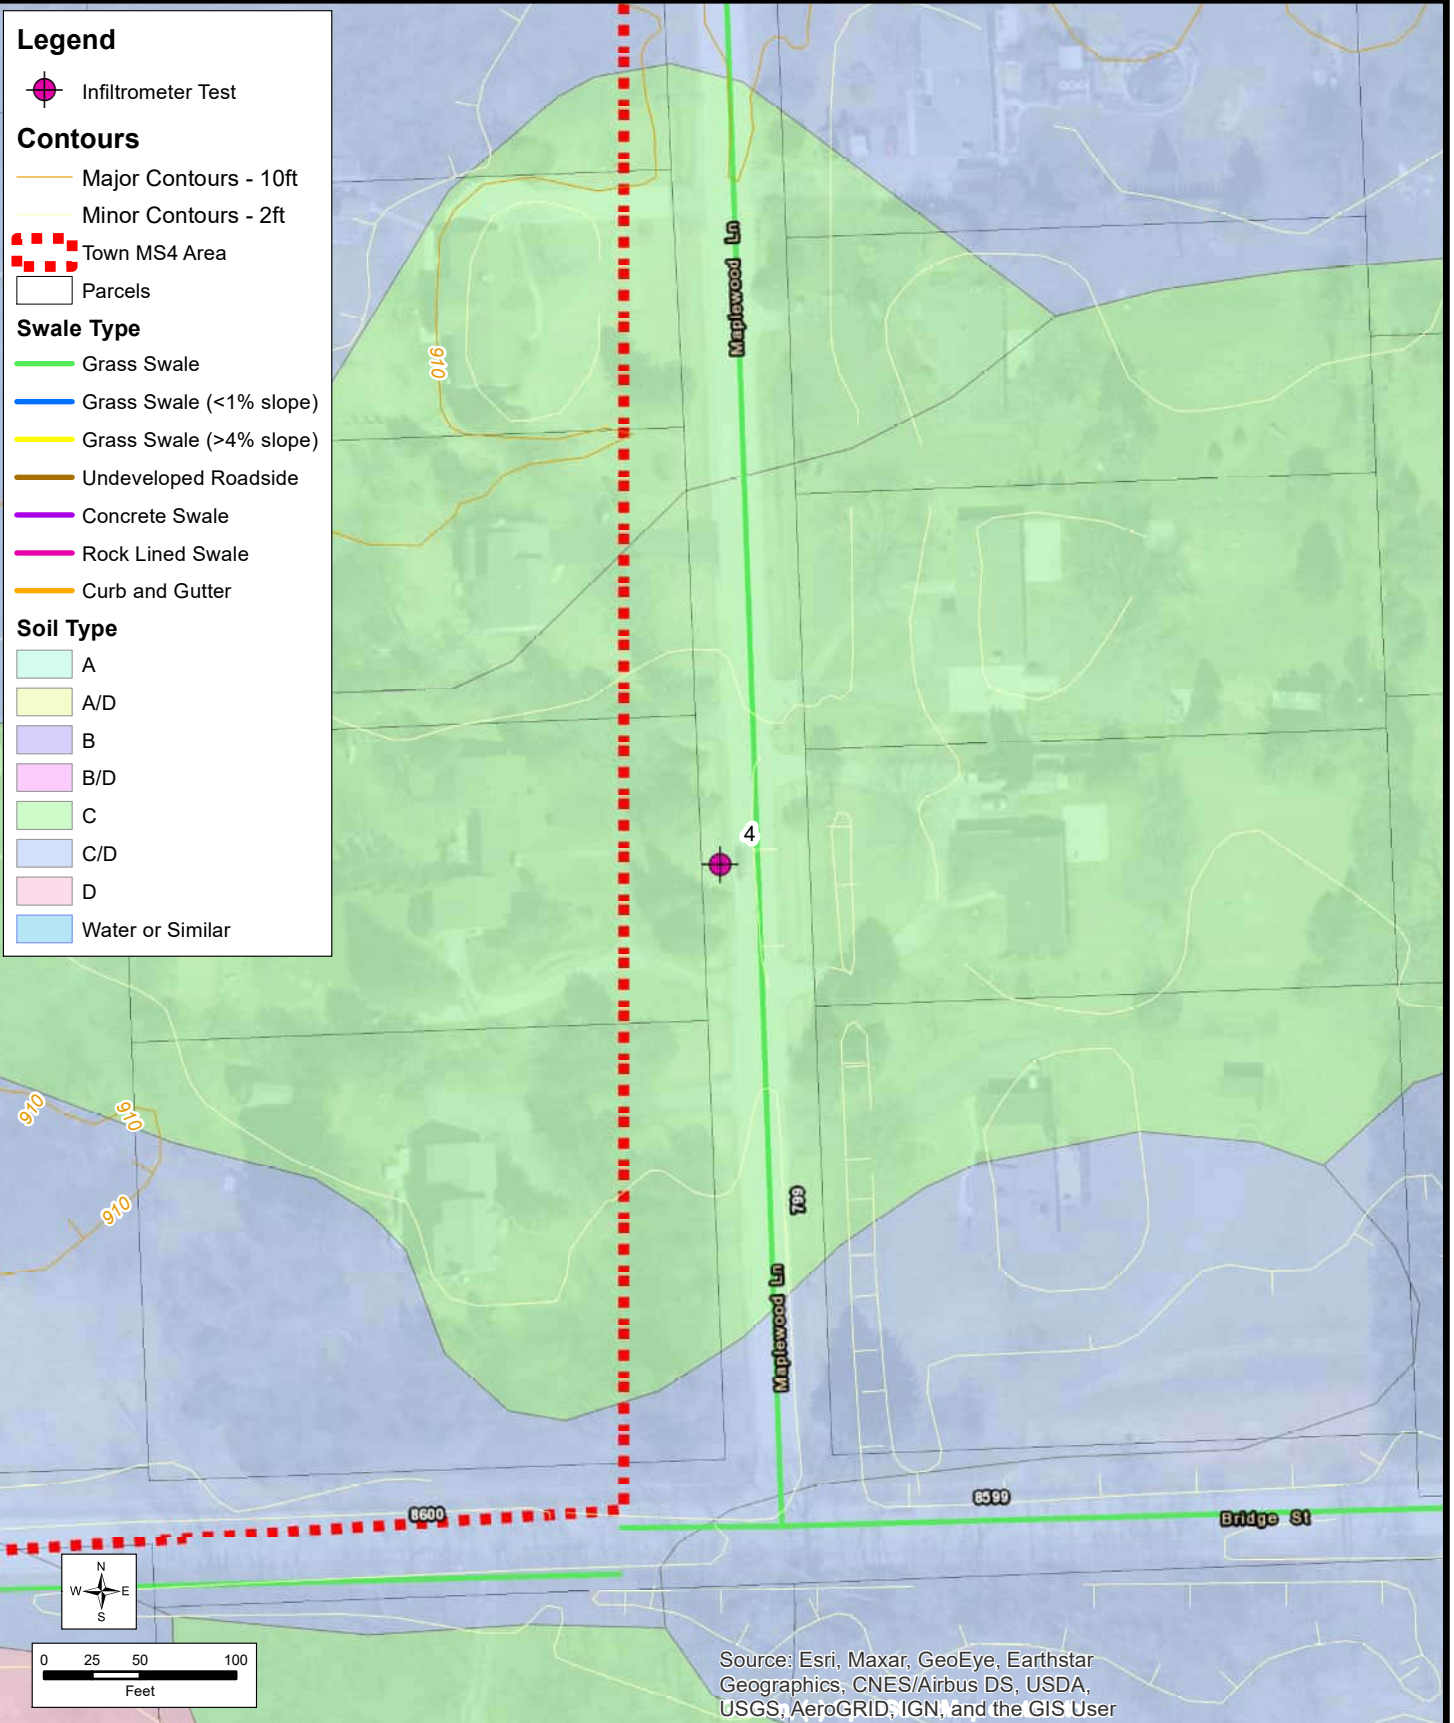 Legend
Infiltrometer Test
Contours
Major Contours - 10ft
Minor Contours - 2ft
Town MS4 Area
Parcels
Swale Type
Grass Swale
Grass Swale (<1% slope)
Grass Swale (>4% slope)
Undeveloped Roadside
Concrete Swale
Rock Lined Swale
Curb and Gutter
Soil Type
A
A/D
B
B/D
C
C/D
D
Water or Similar
Maplewood Ln
910
4
910
910
910
799
Maplewood Ln
8600
8599
Bridge St
N
W E
S
0 25 50 100
Feet
Source: Esri, Maxar, GeoEye, Earthstar
Geographics, CNES/Airbus DS, USDA,
USGS, AeroGRID, IGN, and the GIS User